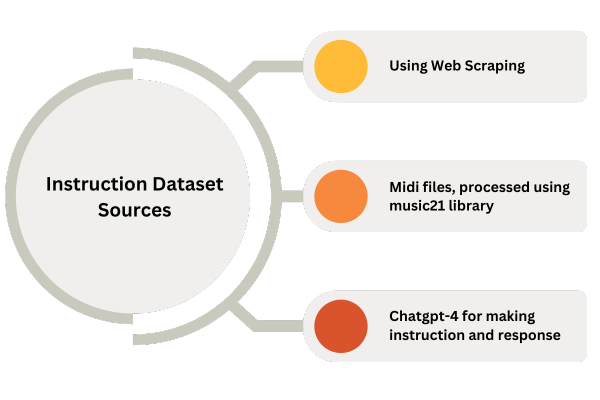 Instruction Dataset
Sources
Using Web Scraping
Midi files, processed using
music21 library
Chatgpt-4 for making
instruction and response